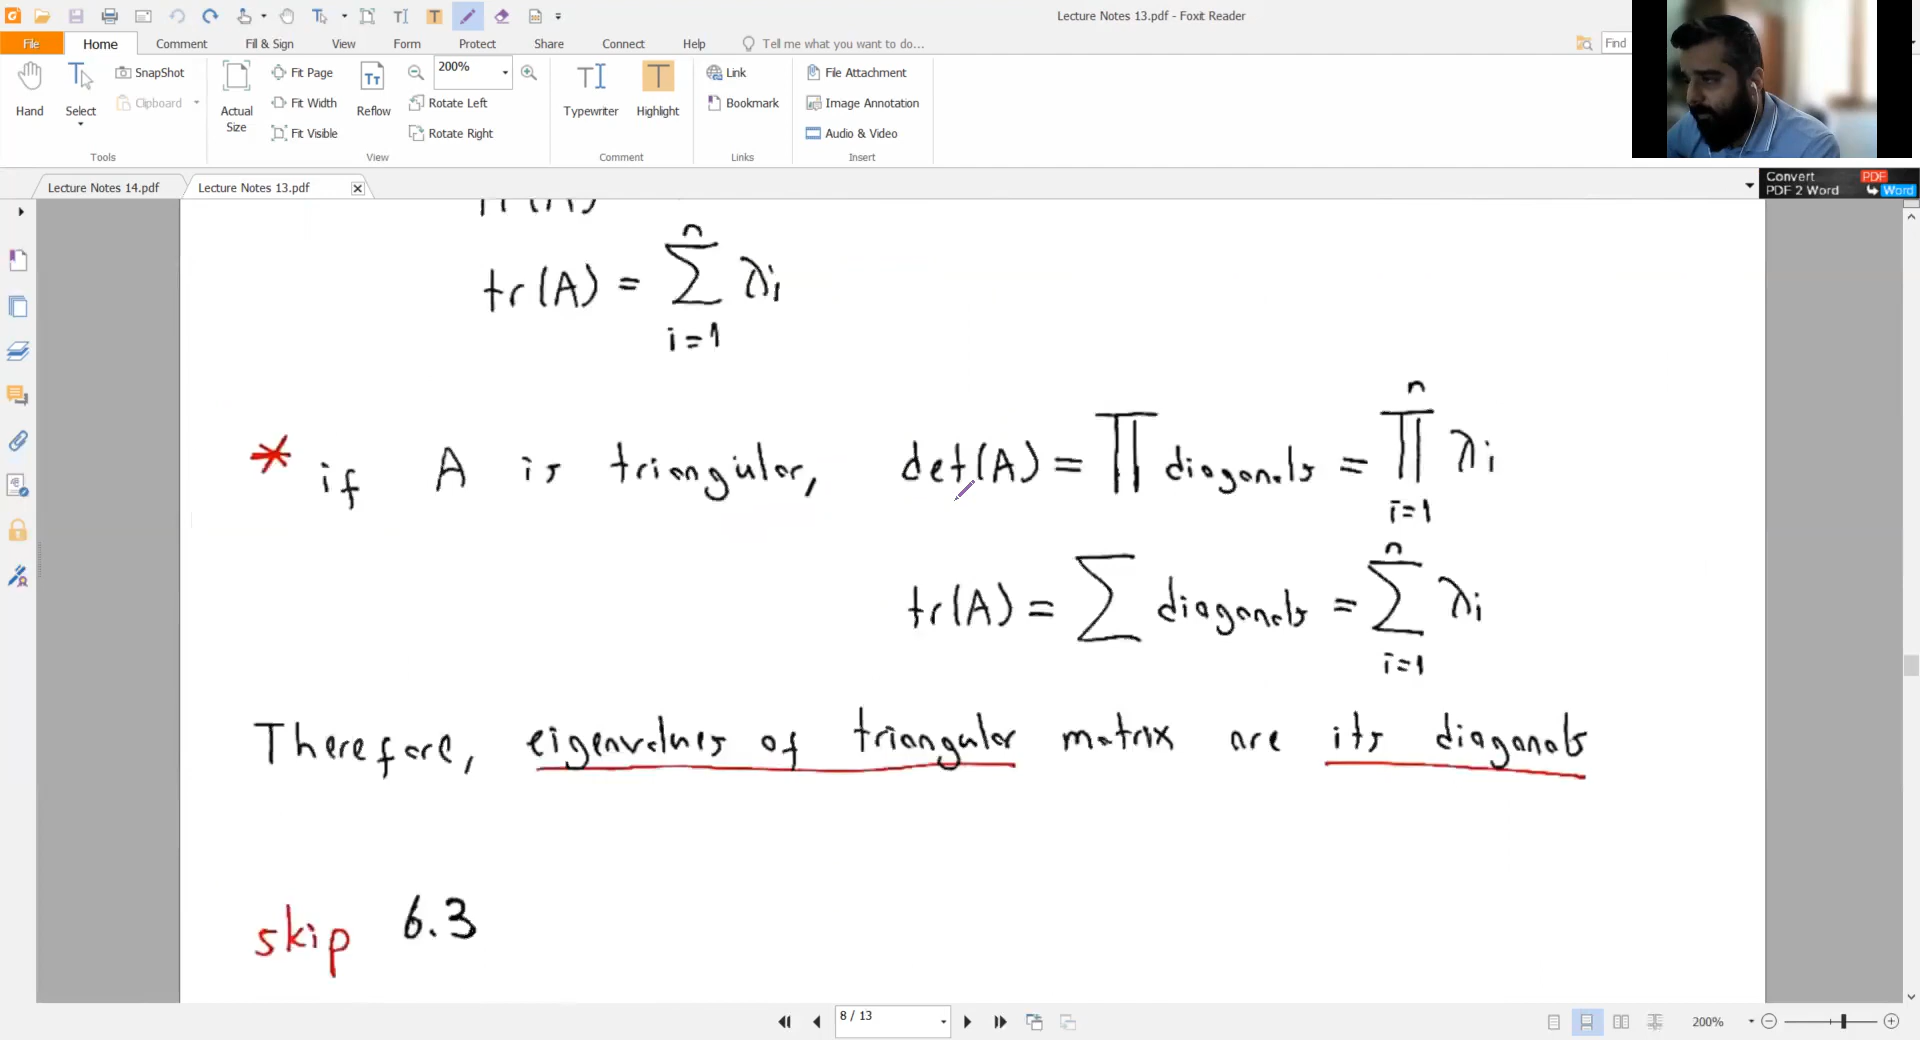 Lecture Notes 13.pdf - Foxit Reader
File Home Comment Fill & Sign View Form Protect Share Connect Help Tell me what you want to do... Find
Hand
Select
SnapShot
Clipboard
Tools
Actual Size
Fit Page
Fit Width
Fit Visible
Reflow
200%
Rotate Left
Rotate Right
View
Typewriter
Highlight
Comment
Link
Bookmark
Links
File Attachment
Image Annotation
Audio & Video
Insert
Lecture Notes 14.pdf Lecture Notes 13.pdf
Convert PDF
PDF 2 Word Word
tr(A) = ∑ᵢ₌₁ⁿ λi
* if A is triangular, det(A) = ∏ diagonals = ∏ᵢ₌₁ⁿ λi
tr(A) = ∑ diagonals = ∑ᵢ₌₁ⁿ λi
Therefore, eigenvalues of triangular matrix are its diagonals
skip 6.3
8 / 13
200%